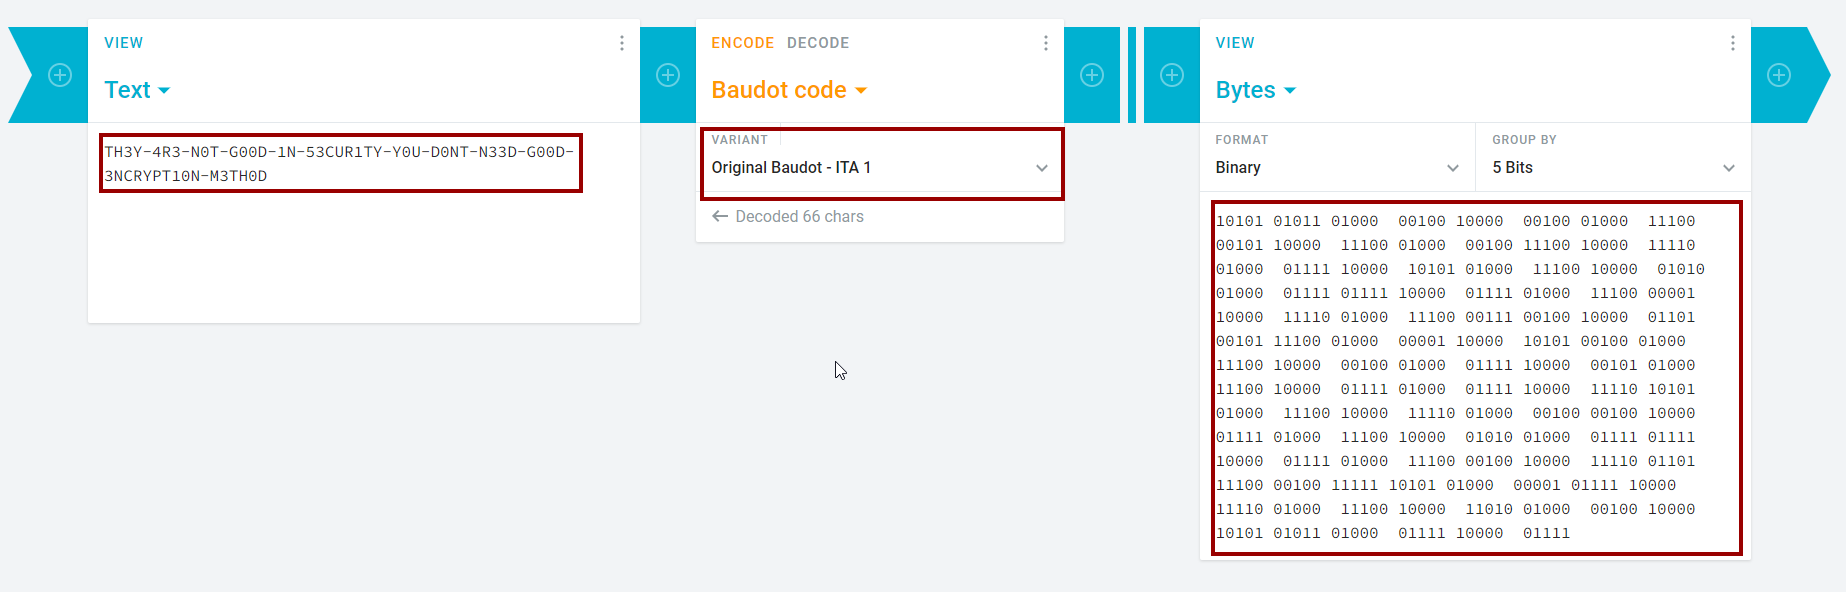 VIEW
Text
TH3Y-4R3-N0T-G00D-1N-53CUR1TY-Y0U-D0NT-N33D-G00D-
3NCRYPT10N-M3TH0D
ENCODE DECODE
Baudot code
VARIANT
Original Baudot - ITA 1
Decoded 66 chars
VIEW
Bytes
FORMAT
Binary
GROUP BY
5 Bits
10101 01011 01000 00100 10000 00100 01000 11100
00101 10000 11100 01000 00100 11100 10000 11110
01000 01111 10000 10101 01000 11100 10000 01010
01000 01111 01111 10000 01111 01000 11100 00001
10000 11110 01000 11100 00111 00100 10000 01101
00101 11100 01000 00001 10000 10101 00100 01000
11100 10000 00100 01000 01111 10000 00101 01000
11100 10000 01111 01000 01111 10000 11110 10101
01000 11100 10000 11110 01000 00100 00100 10000
01111 01000 11100 10000 01010 01000 01111 01111
10000 01111 01000 11100 00100 10000 11110 01101
11100 00100 11111 10101 01000 00001 01111 10000
11110 01000 11100 10000 11010 01000 00100 10000
10101 01011 01000 01111 10000 01111